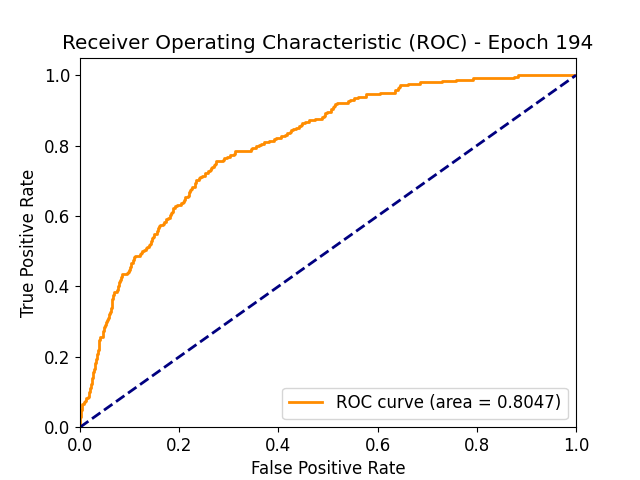 Receiver Operating Characteristic (ROC) - Epoch 194
1.0
0.8
0.6
0.4
0.2
0.0
True Positive Rate
ROC curve (area = 0.8047)
0.0 0.2 0.4 0.6 0.8 1.0
False Positive Rate